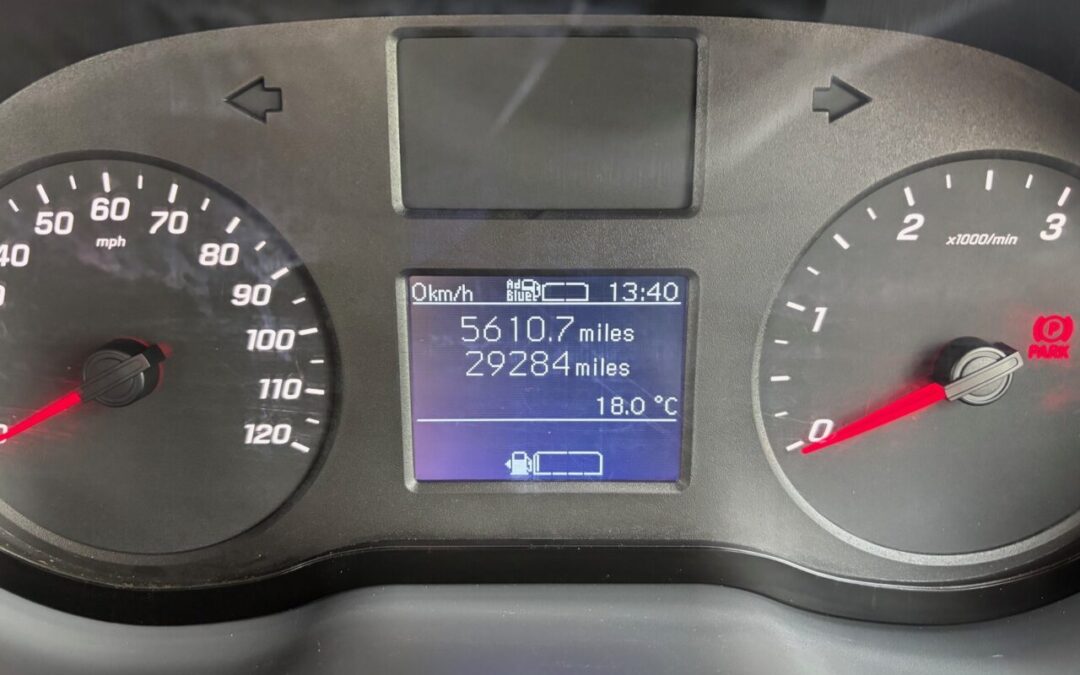 50 60 70
40 mph 80
90
100
110
120
0km/h Ad Blue 13:40
5610.7 miles
29284 miles
18.0 °C
2 x1000/min 3
1
P
PARK
0